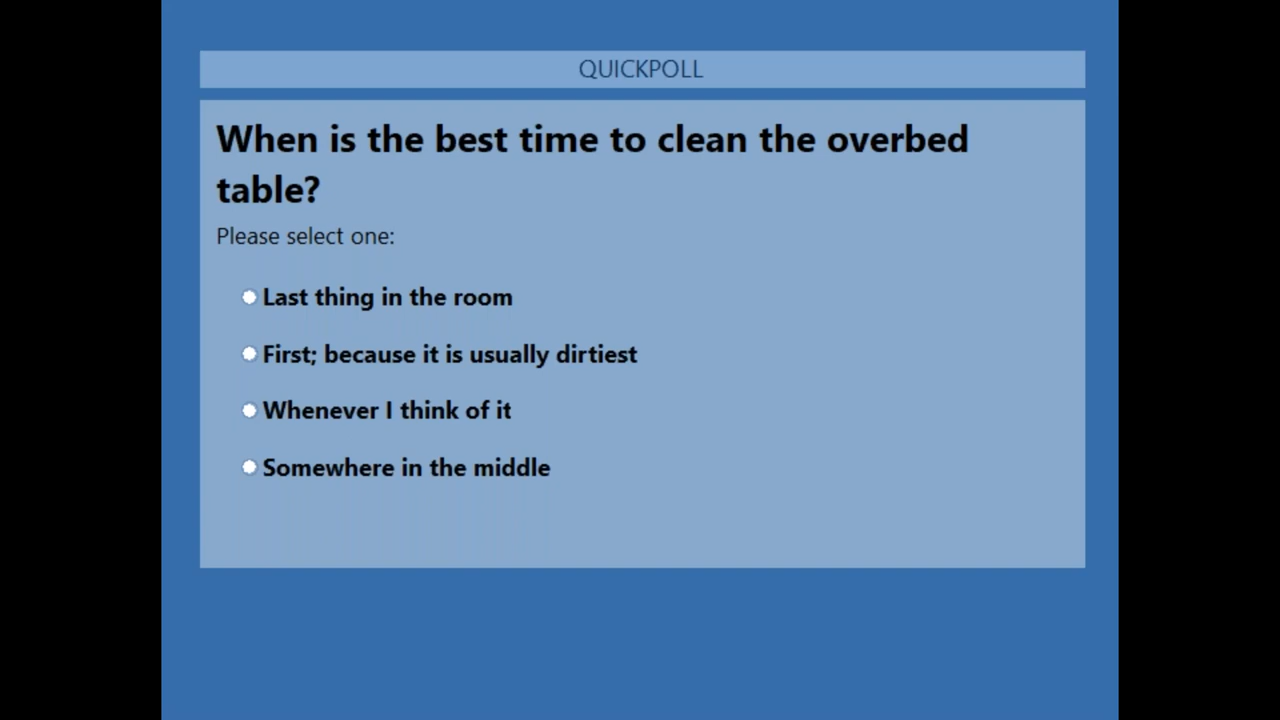 QUICKPOLL
When is the best time to clean the overbed
table?
Please select one:
Last thing in the room
First; because it is usually dirtiest
Whenever I think of it
Somewhere in the middle